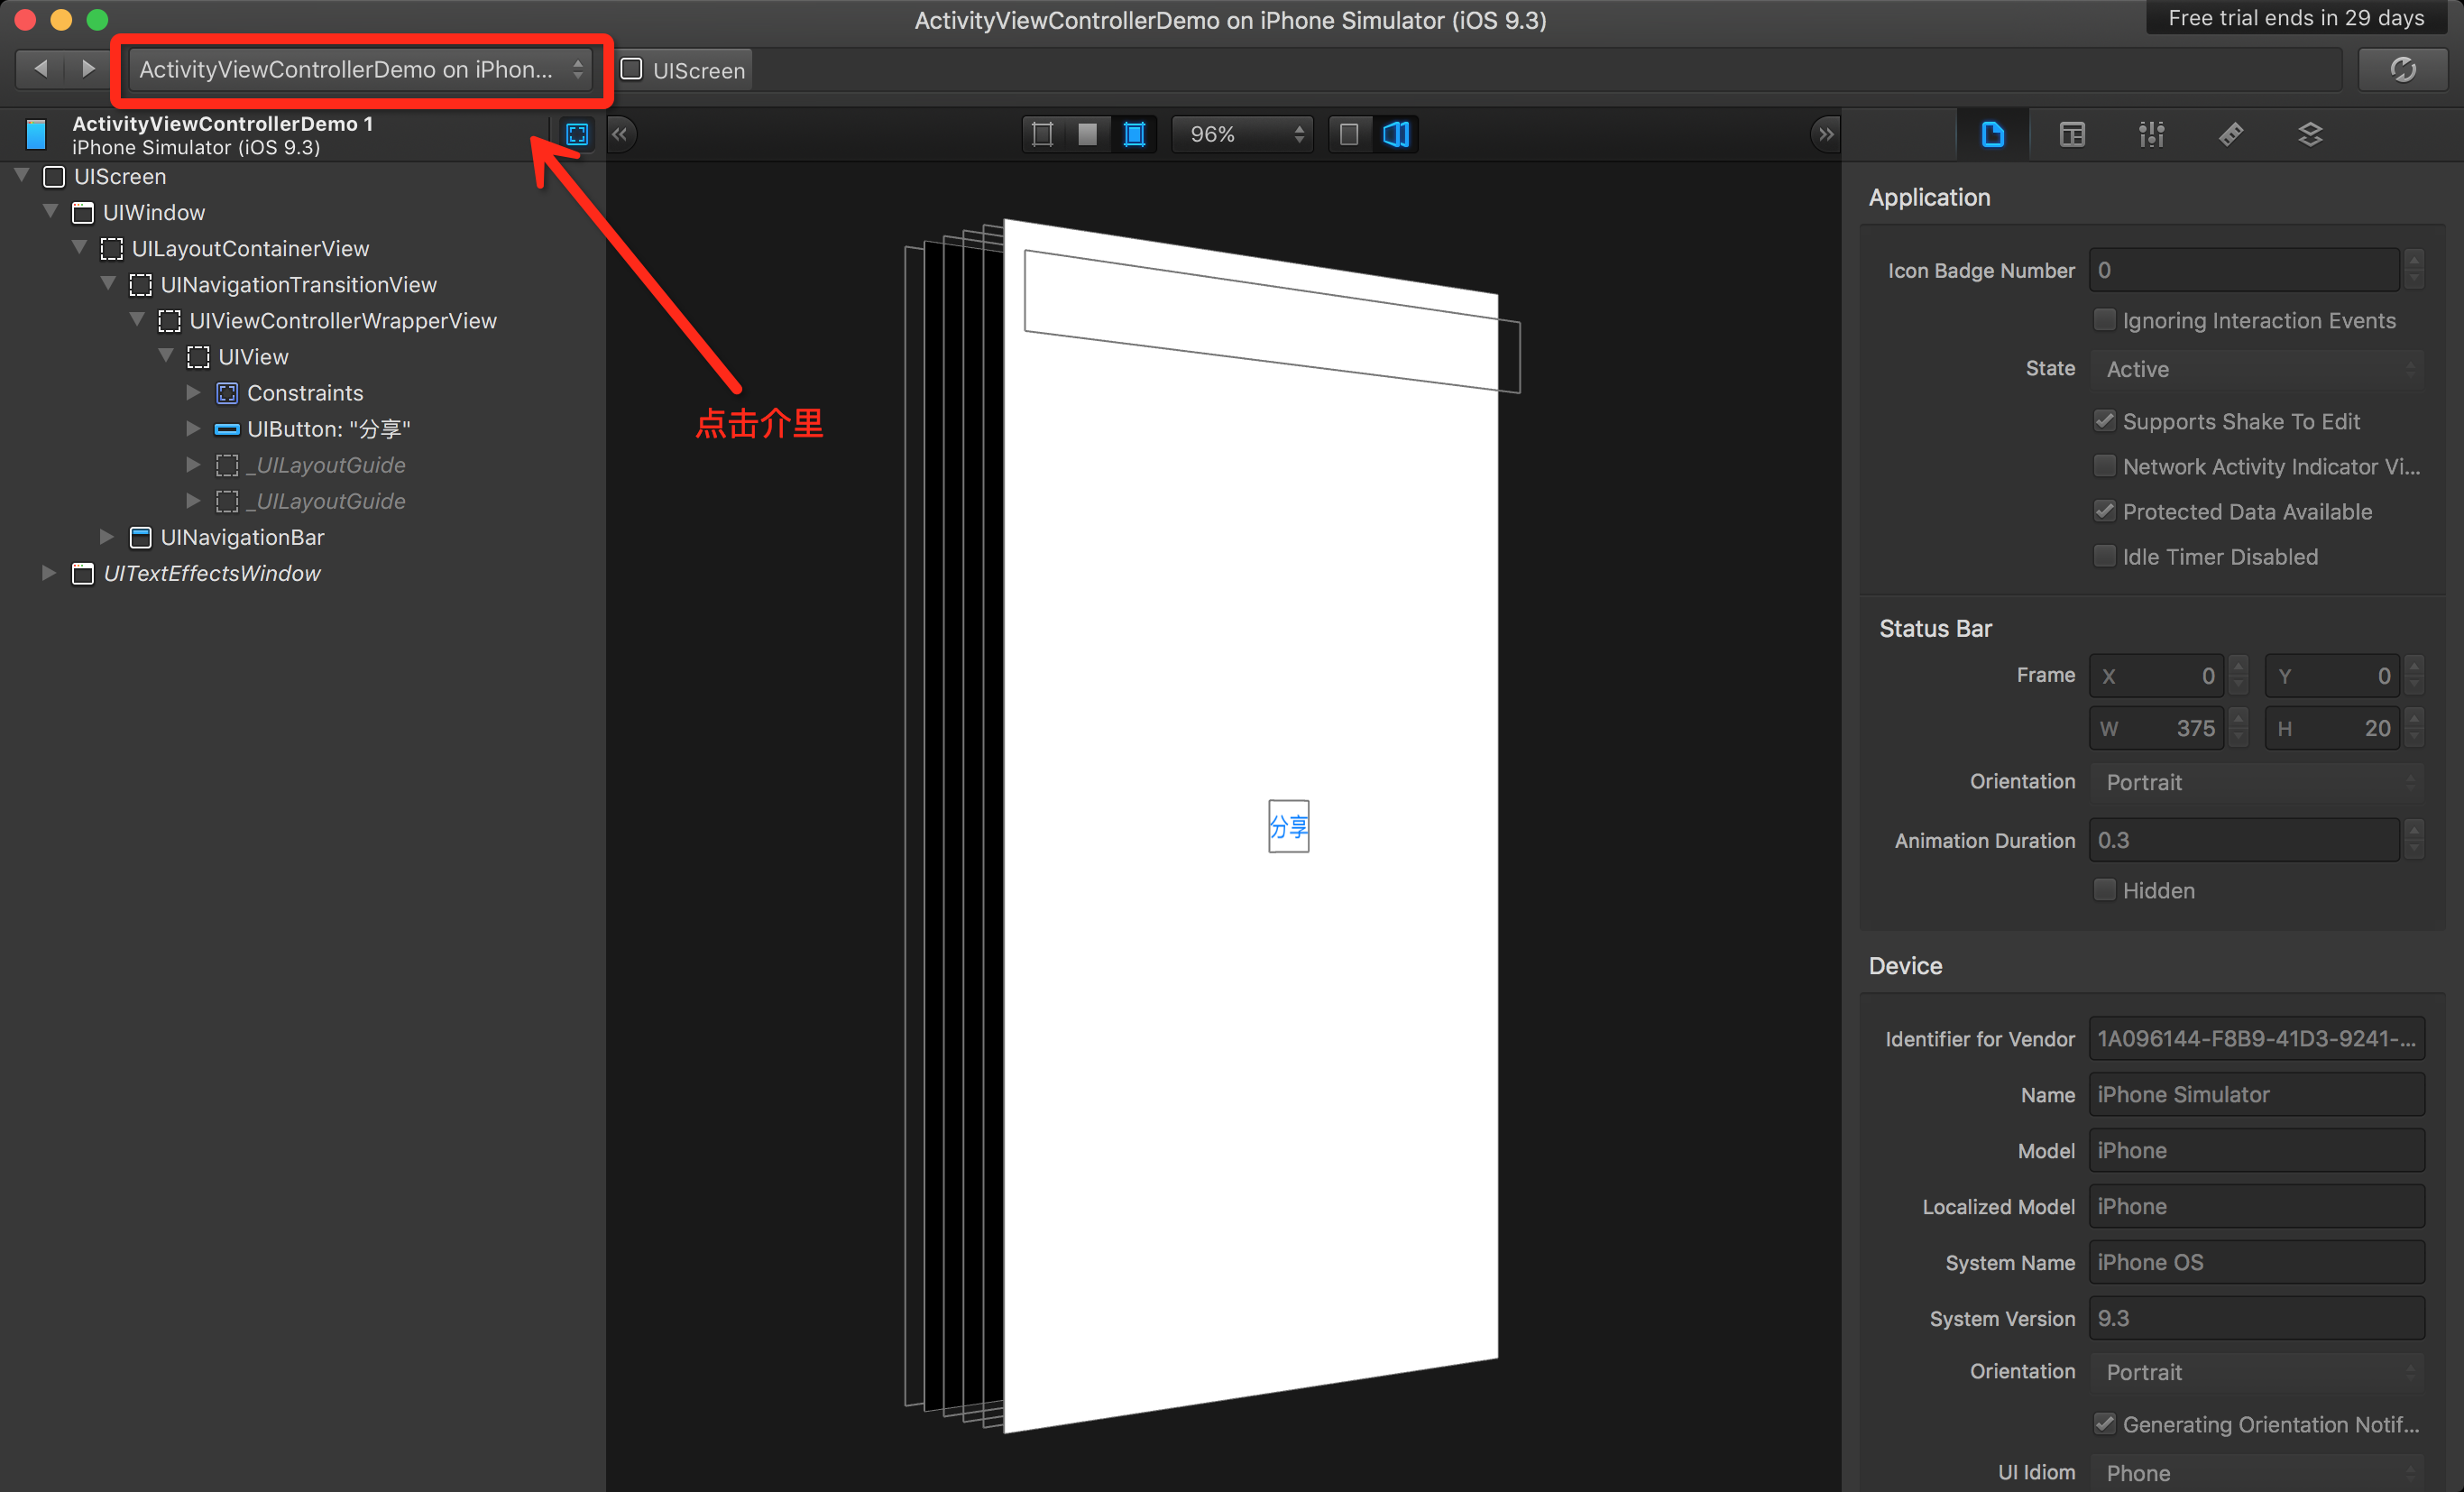 ActivityViewControllerDemo on iPhone Simulator (iOS 9.3)
Free trial ends in 29 days
ActivityViewControllerDemo on iPhon...
UIScreen
ActivityViewControllerDemo 1
iPhone Simulator (iOS 9.3)
96%
UIScreen
UIWindow
UILayoutContainerView
UINavigationTransitionView
UIViewControllerWrapperView
UIView
Constraints
UIButton: "分享"
_UILayoutGuide
_UILayoutGuide
UINavigationBar
UITextEffectsWindow
点击介里
分享
Application
Icon Badge Number 0
Ignoring Interaction Events
State Active
Supports Shake To Edit
Network Activity Indicator Vi...
Protected Data Available
Idle Timer Disabled
Status Bar
Frame X 0 Y 0
W 375 H 20
Orientation Portrait
Animation Duration 0.3
Hidden
Device
Identifier for Vendor 1A096144-F8B9-41D3-9241-...
Name iPhone Simulator
Model iPhone
Localized Model iPhone
System Name iPhone OS
System Version 9.3
Orientation Portrait
Generating Orientation Notif...
UI Idiom Phone